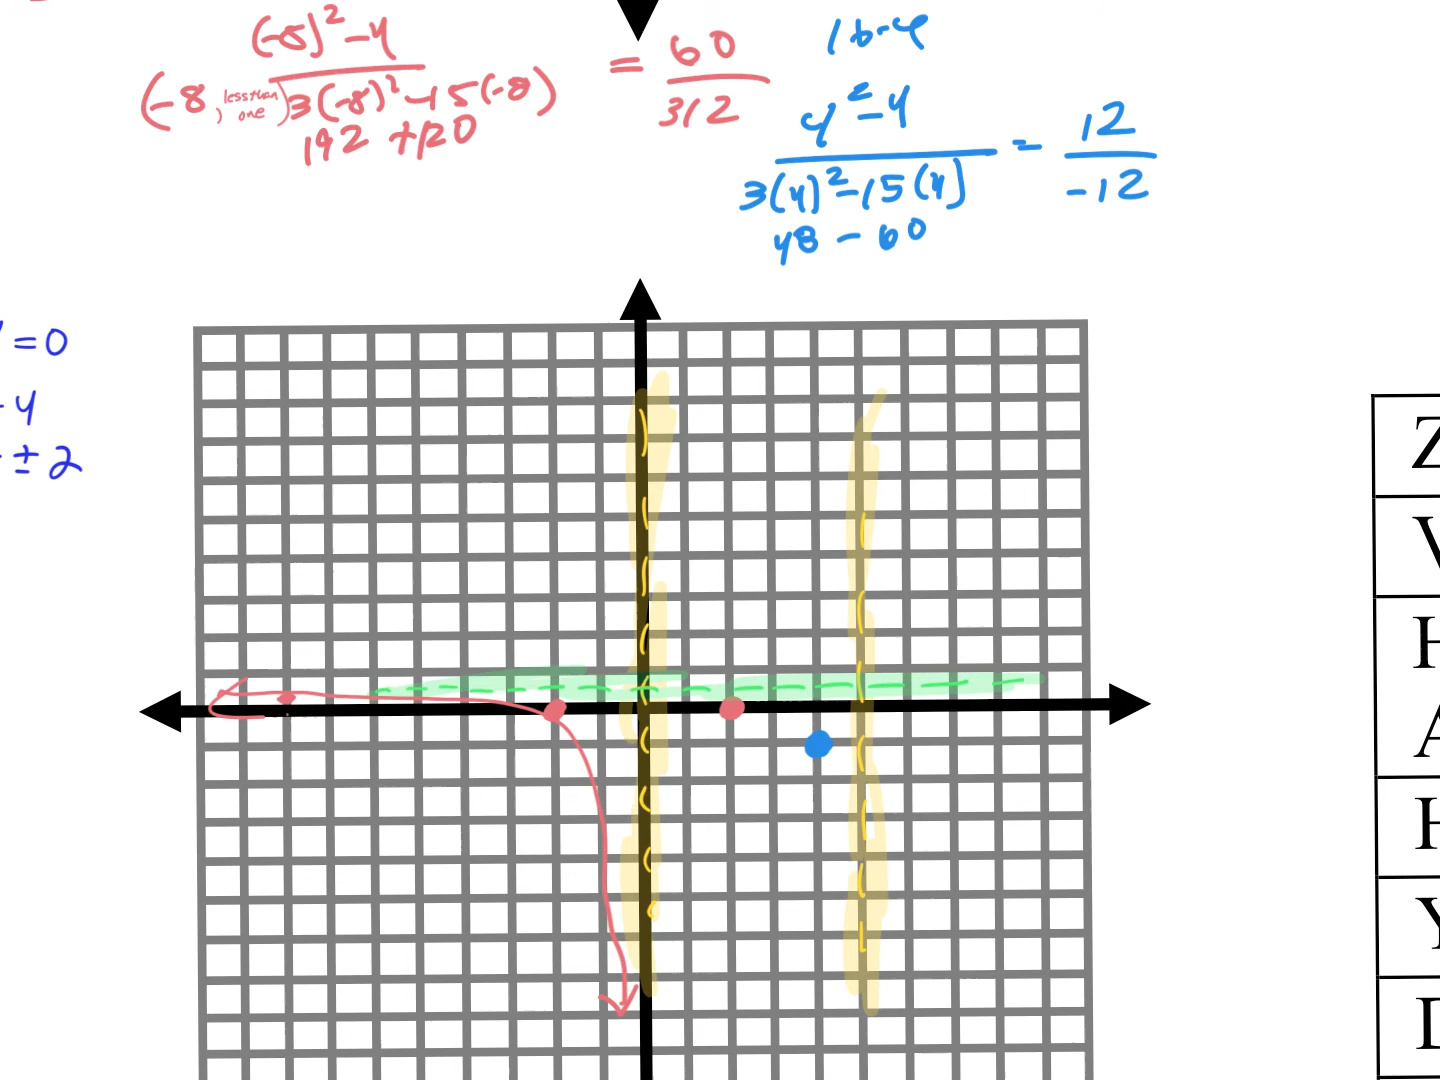 (-8)² -4
(-8, less than one) 3(-8)² -15(-8) = 60/312
192 +120
16-4
4² -4
3(4)² -15(4) = 12/-12
48 - 60
=0
4
± 2
Z
V
H
A
H
Y
D